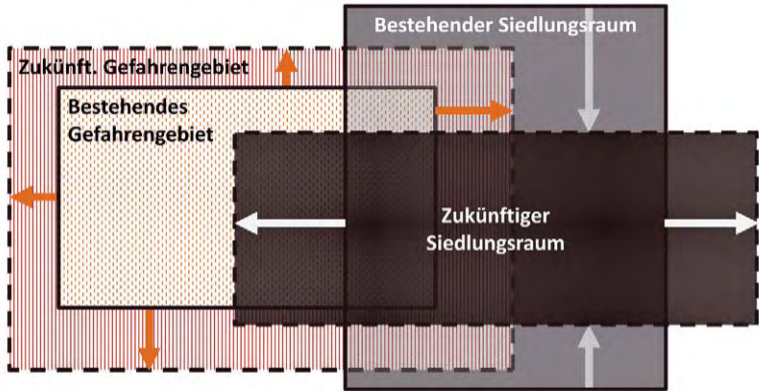 Bestehender Siedlungsraum
Zukünft. Gefahrengebiet
Bestehendes
Gefahrengebiet
Zukünftiger
Siedlungsraum